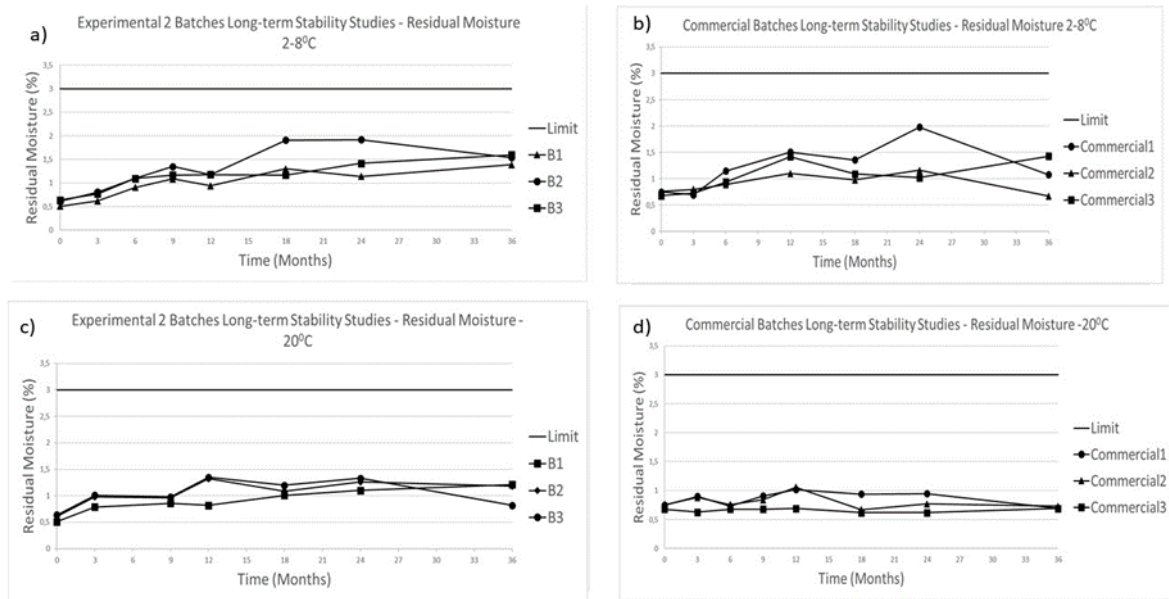 a)
Experimental 2 Batches Long-term Stability Studies - Residual Moisture
2-8⁰C
Residual Moisture (%)
3,5
3
2,5
2
1,5
1
0,5
0
0 3 6 9 12 15 18 21 24 27 30 33 36
Time (Months)
Limit
B1
B2
B3
b)
Commercial Batches Long-term Stability Studies - Residual Moisture 2-8⁰C
Residual Moisture (%)
3,5
3
2,5
2
1,5
1
0,5
0
0 3 6 9 12 15 18 21 24 27 30 33 36
Time (Months)
Limit
Commercial1
Commercial2
Commercial3
c)
Experimental 2 Batches Long-term Stability Studies - Residual Moisture -
20⁰C
Residual Moisture (%)
3,5
3
2,5
2
1,5
1
0,5
0
0 3 6 9 12 15 18 21 24 27 30 33 36
Time (Months)
Limit
B1
B2
B3
d)
Commercial Batches Long-term Stability Studies - Residual Moisture -20⁰C
Residual Moisture (%)
3,5
3
2,5
2
1,5
1
0,5
0
0 3 6 9 12 15 18 21 24 27 30 33 36
Time (Months)
Limit
Commercial1
Commercial2
Commercial3